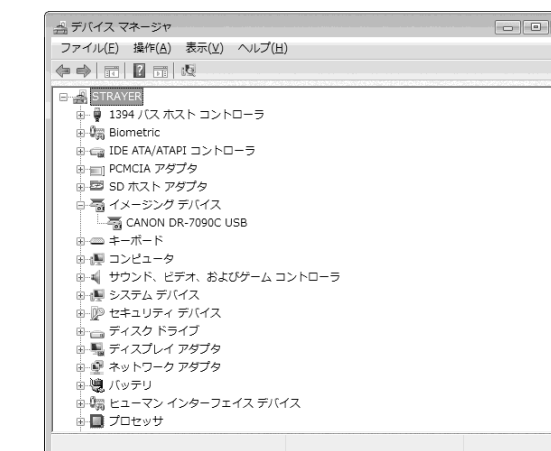 デバイス マネージャ
ファイル(F) 操作(A) 表示(V) ヘルプ(H)
STRAYER
1394 バス ホスト コントローラ
Biometric
IDE ATA/ATAPI コントローラ
PCMCIA アダプタ
SD ホスト アダプタ
イメージング デバイス
CANON DR-7090C USB
キーボード
コンピュータ
サウンド、ビデオ、およびゲーム コントローラ
システム デバイス
セキュリティ デバイス
ディスク ドライブ
ディスプレイ アダプタ
ネットワーク アダプタ
バッテリ
ヒューマン インターフェイス デバイス
プロセッサ